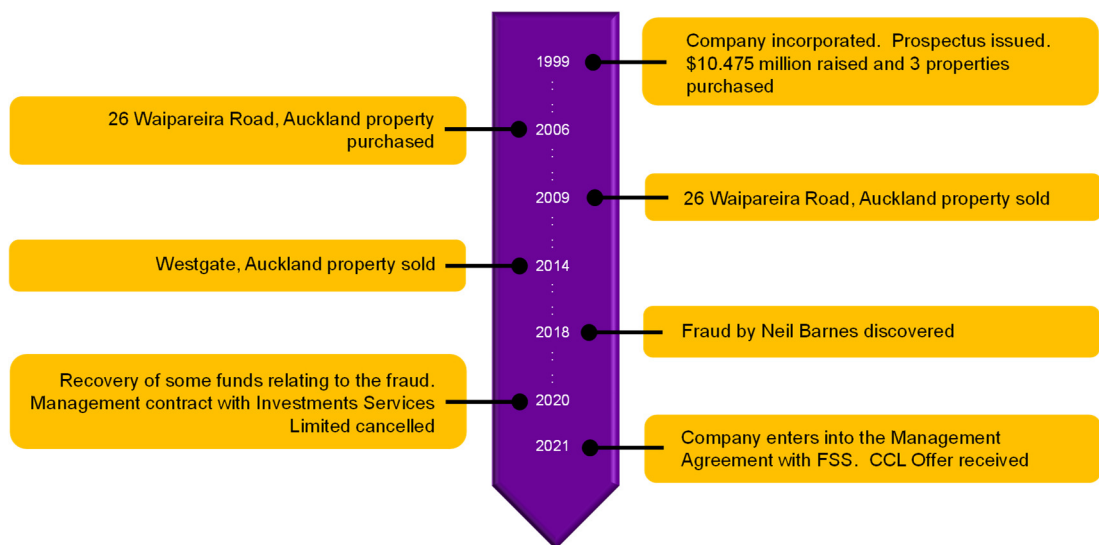 1999
Company incorporated. Prospectus issued.
$10.475 million raised and 3 properties
purchased
26 Waipareira Road, Auckland property
purchased
2006
2009
26 Waipareira Road, Auckland property sold
Westgate, Auckland property sold
2014
2018
Fraud by Neil Barnes discovered
Recovery of some funds relating to the fraud.
Management contract with Investments Services
Limited cancelled
2020
2021
Company enters into the Management
Agreement with FSS. CCL Offer received